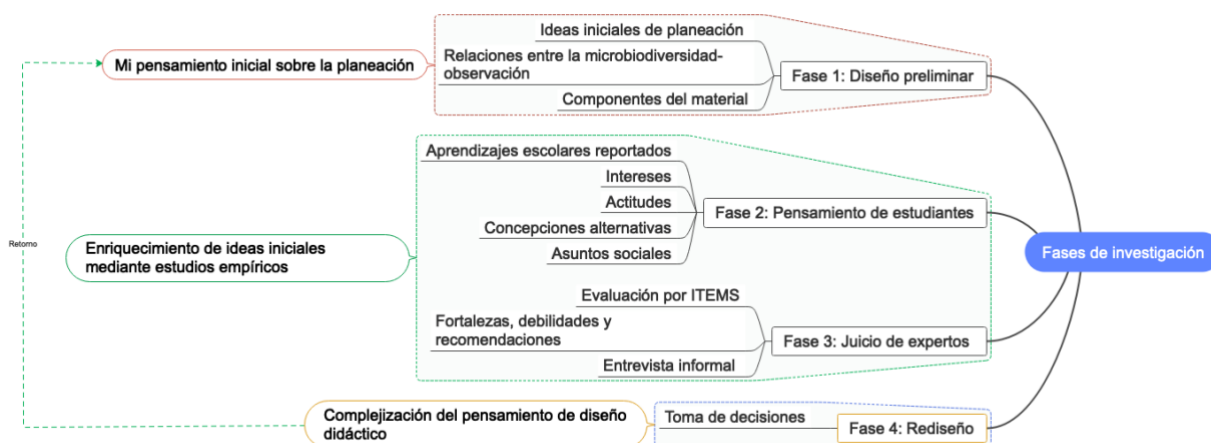 Ideas iniciales de planeación
Mi pensamiento inicial sobre la planeación
Relaciones entre la microbiodiversidad-
observación
Fase 1: Diseño preliminar
Componentes del material
Aprendizajes escolares reportados
Intereses
Actitudes
Fase 2: Pensamiento de estudiantes
Concepciones alternativas
Asuntos sociales
Retorno
Enriquecimiento de ideas iniciales
mediante estudios empíricos
Fases de investigación
Evaluación por ITEMS
Fortalezas, debilidades y
recomendaciones
Fase 3: Juicio de expertos
Entrevista informal
Complejización del pensamiento de diseño
didáctico
Toma de decisiones
Fase 4: Rediseño